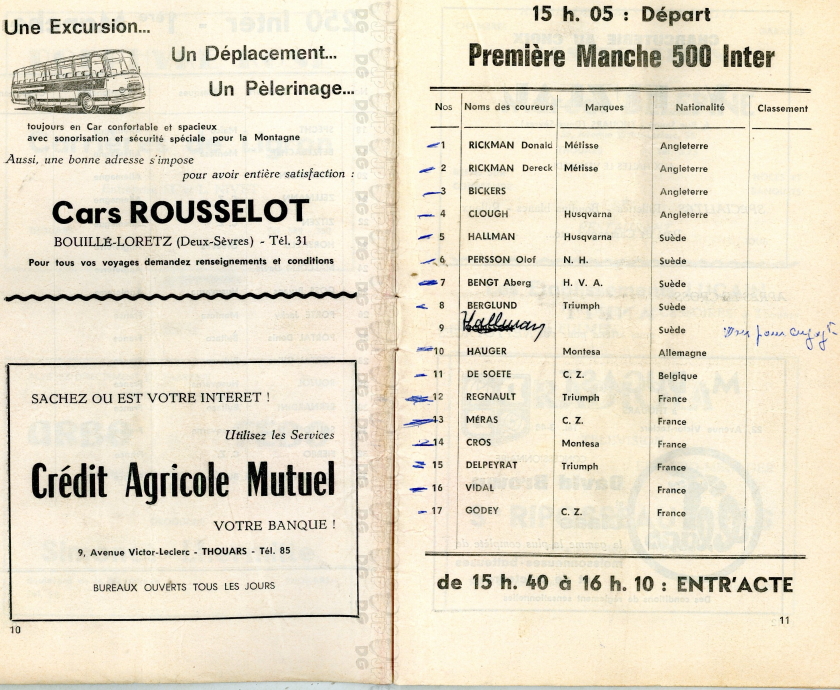 Une Excursion...
Un Déplacement...
Un Pèlerinage...
toujours en Car confortable et spacieux
avec sonorisation et sécurité spéciale pour la Montagne
Aussi, une bonne adresse s'impose
pour avoir entière satisfaction :
Cars ROUSSELOT
BOUILLÉ-LORETZ (Deux-Sèvres) - Tél. 31
Pour tous vos voyages demandez renseignements et conditions
SACHEZ OU EST VOTRE INTERET !
Utilisez les Services
Crédit Agricole Mutuel
VOTRE BANQUE !
9, Avenue Victor-Leclerc - THOUARS - Tél. 85
BUREAUX OUVERTS TOUS LES JOURS
10
15 h. 05 : Départ
Première Manche 500 Inter
Nos Noms des coureurs Marques Nationalité Classement
1 RICKMAN Donald Métisse Angleterre
2 RICKMAN Dereck Métisse Angleterre
3 BICKERS Angleterre
4 CLOUGH Husqvarna Angleterre
5 HALLMAN Husqvarna Suède
6 PERSSON Olof N. H. Suède
7 BENGT Aberg H. V. A. Suède
8 BERGLUND Triumph Suède
9 Suède
10 HAUGER Montesa Allemagne
11 DE SOETE C. Z. Belgique
12 REGNAULT Triumph France
13 MÉRAS C. Z. France
14 CROS Montesa France
15 DELPEYRAT Triumph France
16 VIDAL France
17 GODEY C. Z. France
de 15 h. 40 à 16 h. 10 : ENTR'ACTE
11